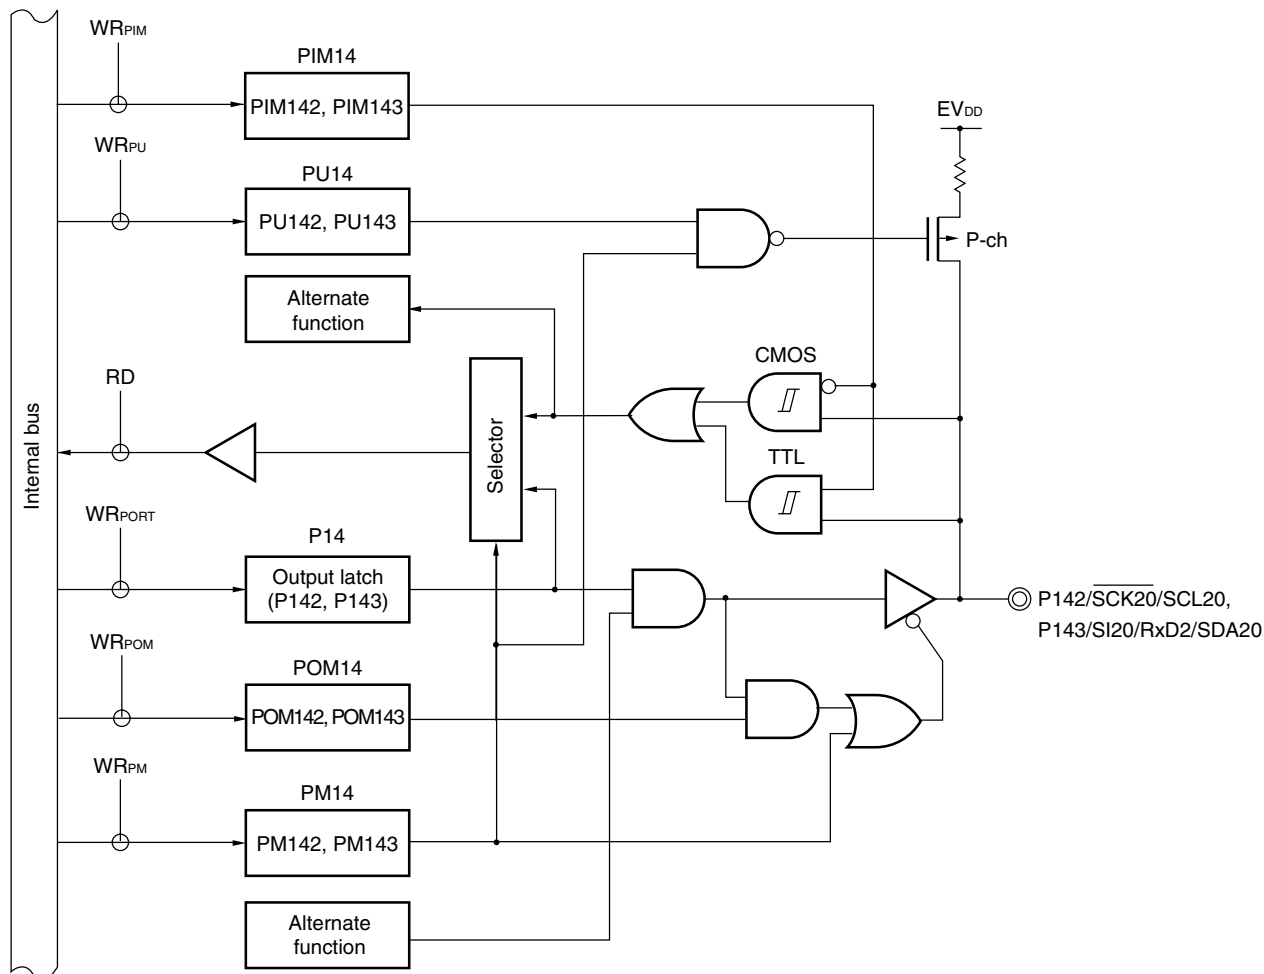 WRPIM
PIM14
PIM142, PIM143
EVDD
WRPU
PU14
PU142, PU143
P-ch
Alternate
function
CMOS
RD
Selector
TTL
Internal bus
WRPORT
P14
Output latch
(P142, P143)
P142/SCK20/SCL20,
P143/SI20/RxD2/SDA20
WRPOM
POM14
POM142, POM143
WRPM
PM14
PM142, PM143
Alternate
function